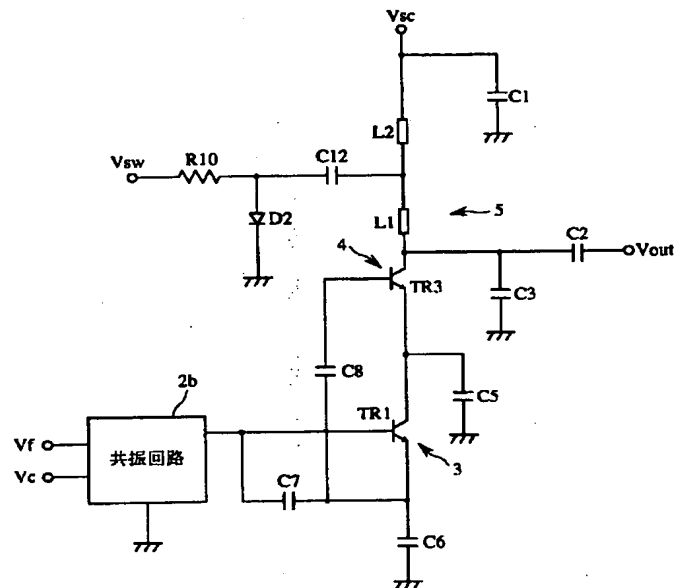 Vsc
C1
L2
Vsw
R10
C12
D2
L1
5
C2
Vout
4
TR3
C3
C8
C5
2b
TR1
Vf
Vc
共振回路
3
C7
C6